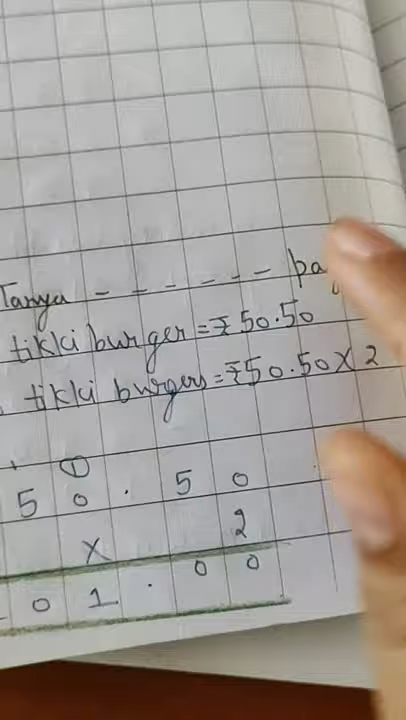 Tanya - - - - - - - pa
tikki burger = ₹50.50
tikki burgers = ₹50.50 X 2
1
5 0 . 5 0
X 2
0 1 . 0 0